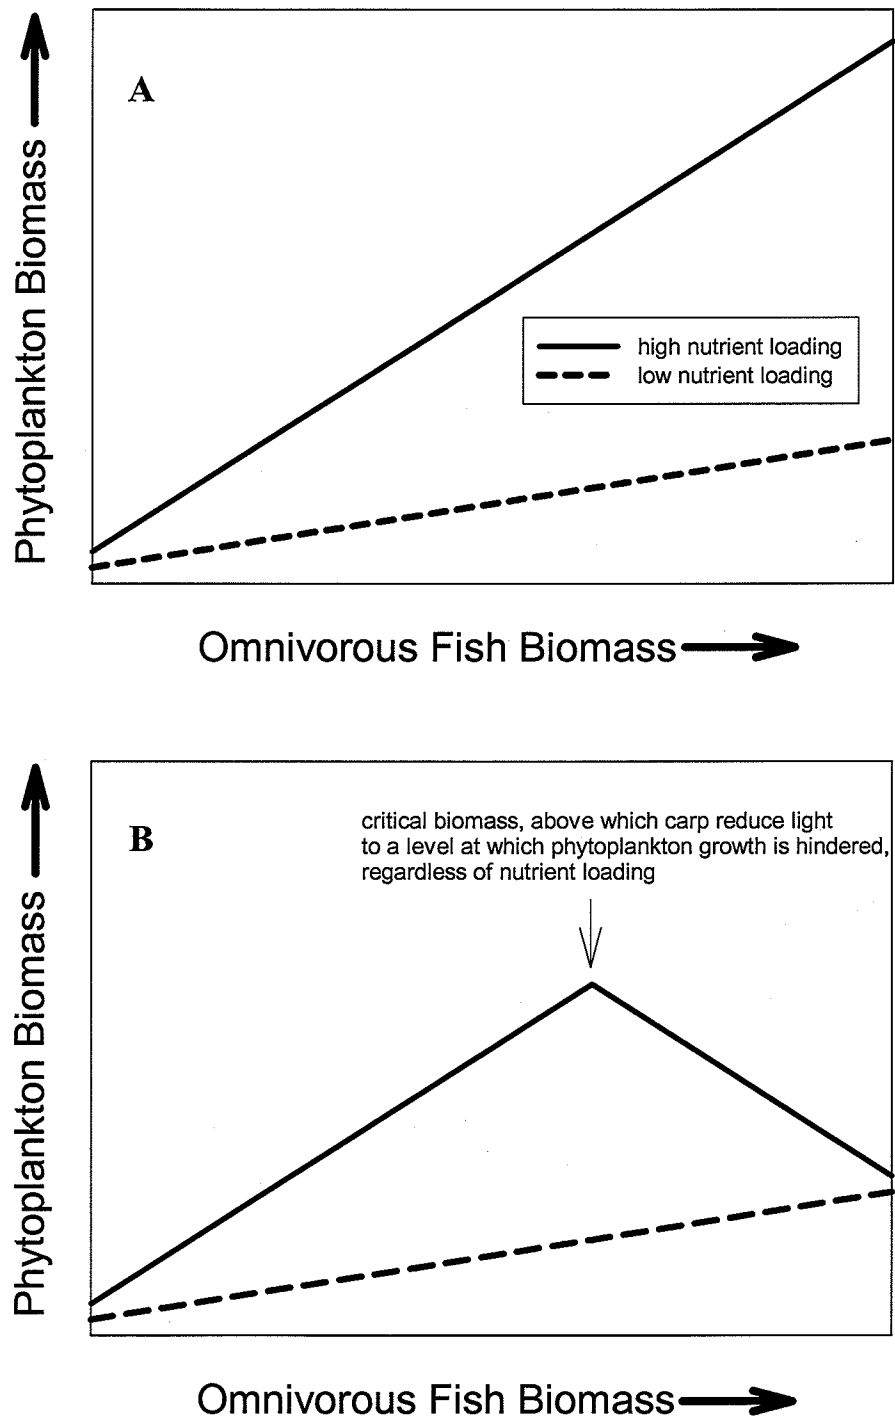 A
Phytoplankton Biomass
high nutrient loading
low nutrient loading
Omnivorous Fish Biomass
B
critical biomass, above which carp reduce light
to a level at which phytoplankton growth is hindered,
regardless of nutrient loading
Phytoplankton Biomass
Omnivorous Fish Biomass